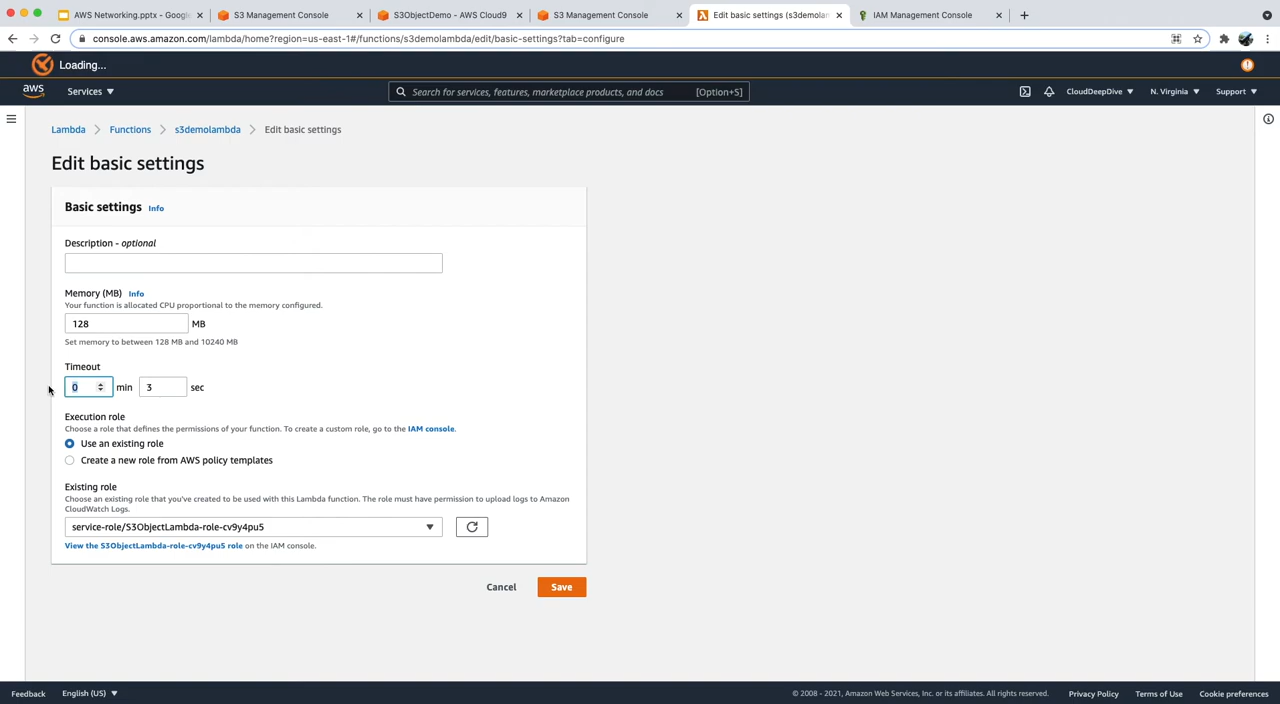 AWS Networking.pptx - Google
S3 Management Console
S3ObjectDemo - AWS Cloud9
S3 Management Console
Edit basic settings (s3demolam
IAM Management Console
console.aws.amazon.com/lambda/home?region=us-east-1#/functions/s3demolambda/edit/basic-settings?tab=configure
Loading...
aws
Services
Search for services, features, marketplace products, and docs [Option+S]
CloudDeepDive
N. Virginia
Support
Lambda
Functions
s3demolambda
Edit basic settings
Edit basic settings
Basic settings Info
Description - optional
Memory (MB) Info
Your function is allocated CPU proportional to the memory configured.
128 MB
Set memory to between 128 MB and 10240 MB
Timeout
0 min 3 sec
Execution role
Choose a role that defines the permissions of your function. To create a custom role, go to the IAM console.
Use an existing role
Create a new role from AWS policy templates
Existing role
Choose an existing role that you've created to be used with this Lambda function. The role must have permission to upload logs to Amazon
CloudWatch Logs.
service-role/S3ObjectLambda-role-cv9y4pu5
View the S3ObjectLambda-role-cv9y4pu5 role on the IAM console.
Cancel
Save
Feedback
English (US)
© 2008 - 2021, Amazon Web Services, Inc. or its affiliates. All rights reserved.
Privacy Policy
Terms of Use
Cookie preferences